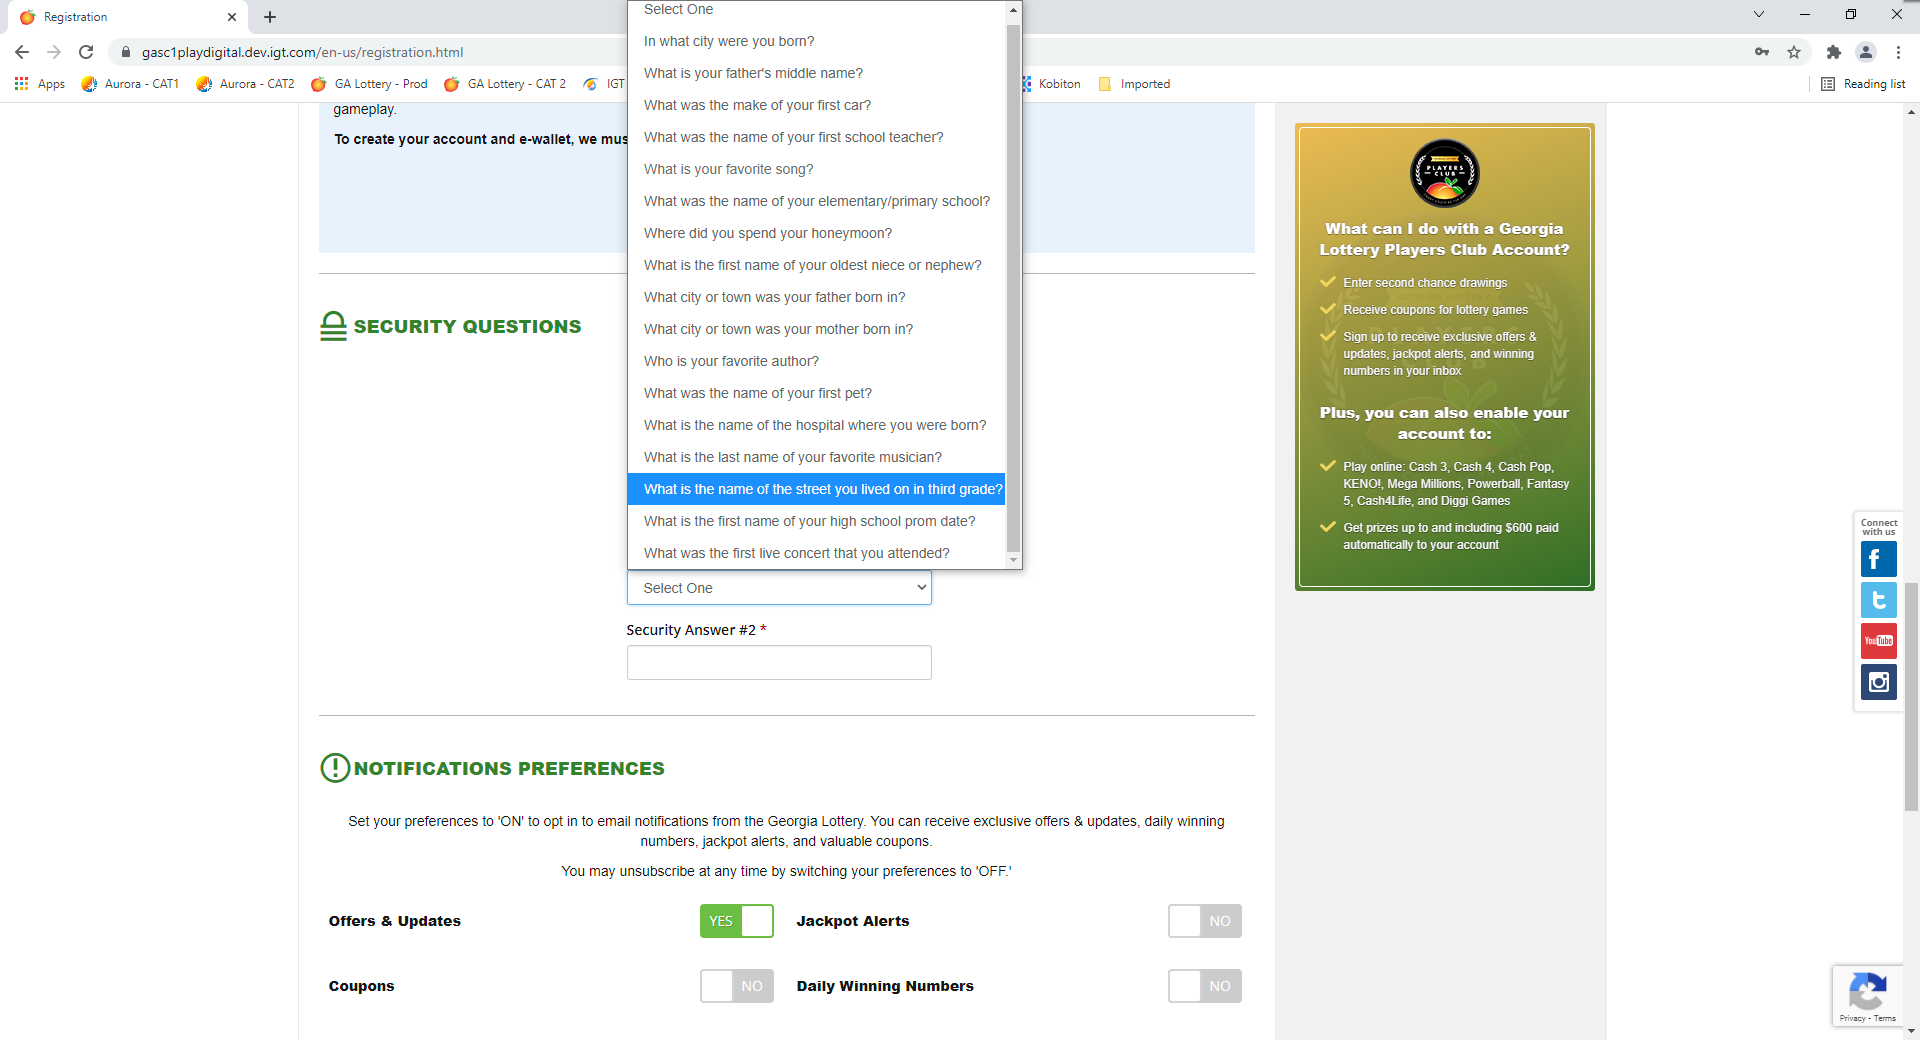 Registration
gasc1playdigital.dev.igt.com/en-us/registration.html
Apps
Aurora - CAT1
Aurora - CAT2
GA Lottery - Prod
GA Lottery - CAT 2
IGT
Kobiton
Imported
Reading list
gameplay.
To create your account and e-wallet, we mus
SECURITY QUESTIONS
Select One
In what city were you born?
What is your father's middle name?
What was the make of your first car?
What was the name of your first school teacher?
What is your favorite song?
What was the name of your elementary/primary school?
Where did you spend your honeymoon?
What is the first name of your oldest niece or nephew?
What city or town was your father born in?
What city or town was your mother born in?
Who is your favorite author?
What was the name of your first pet?
What is the name of the hospital where you were born?
What is the last name of your favorite musician?
What is the name of the street you lived on in third grade?
What is the first name of your high school prom date?
What was the first live concert that you attended?
Select One
Security Answer #2 *
NOTIFICATIONS PREFERENCES
Set your preferences to 'ON' to opt in to email notifications from the Georgia Lottery. You can receive exclusive offers & updates, daily winning
numbers, jackpot alerts, and valuable coupons.
You may unsubscribe at any time by switching your preferences to 'OFF.'
Offers & Updates
YES
Jackpot Alerts
NO
Coupons
NO
Daily Winning Numbers
NO
PLAYERS
CLUB
What can I do with a Georgia
Lottery Players Club Account?
Enter second chance drawings
Receive coupons for lottery games
Sign up to receive exclusive offers &
updates, jackpot alerts, and winning
numbers in your inbox
Plus, you can also enable your
account to:
Play online: Cash 3, Cash 4, Cash Pop,
KENO!, Mega Millions, Powerball, Fantasy
5, Cash4Life, and Diggi Games
Get prizes up to and including $600 paid
automatically to your account
Connect
with us
YouTube
Privacy - Terms